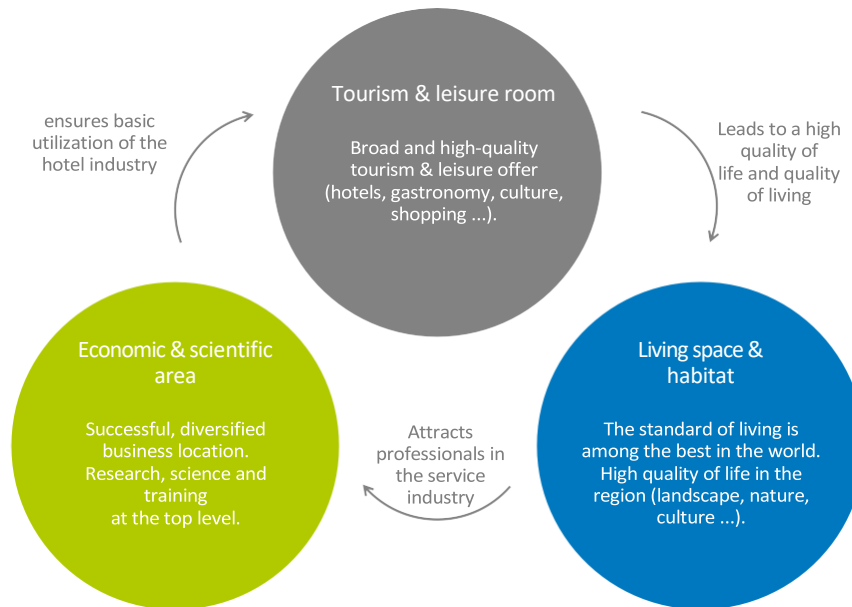 Tourism & leisure room
Broad and high-quality
tourism & leisure offer
(hotels, gastronomy, culture,
shopping ...).
ensures basic
utilization of the
hotel industry
Leads to a high
quality of
life and quality
of living
Economic & scientific
area
Successful, diversified
business location.
Research, science and
training
at the top level.
Attracts
professionals in
the service
industry
Living space &
habitat
The standard of living is
among the best in the world.
High quality of life in the
region (landscape, nature,
culture ...).